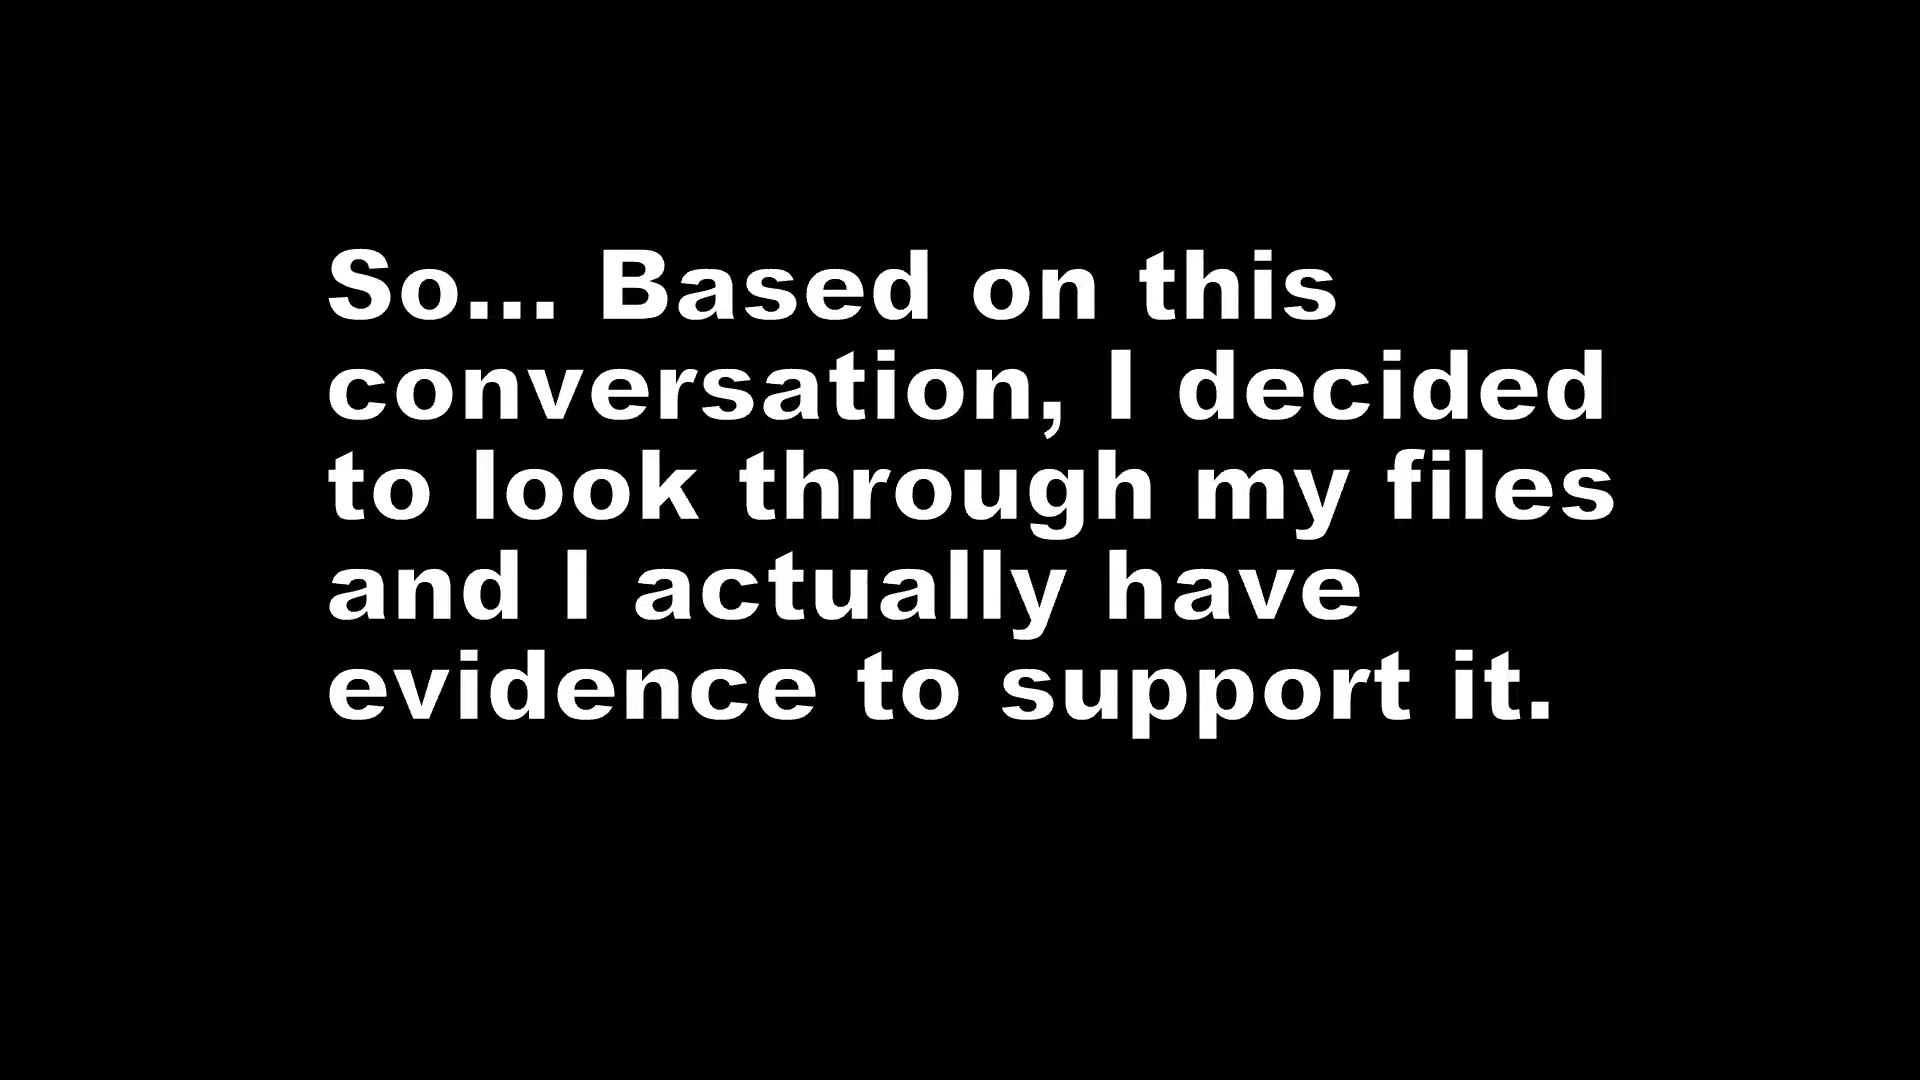 So... Based on this
conversation, I decided
to look through my files
and I actually have
evidence to support it.